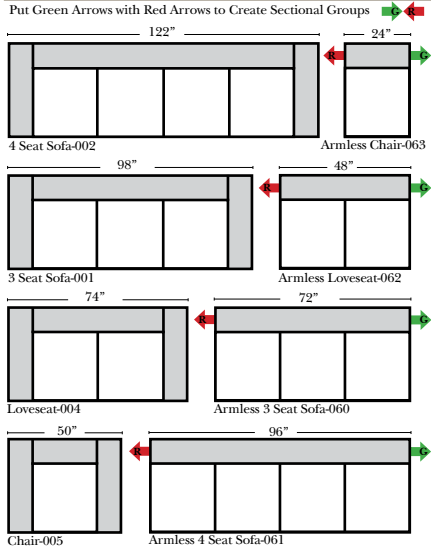 Put Green Arrows with Red Arrows to Create Sectional Groups G R
122” 24”
R G
4 Seat Sofa-002 Armless Chair-063
98” 48”
R G
3 Seat Sofa-001 Armless Loveseat-062
74” 72”
R G
Loveseat-004 Armless 3 Seat Sofa-060
50” 96”
R G
Chair-005 Armless 4 Seat Sofa-061